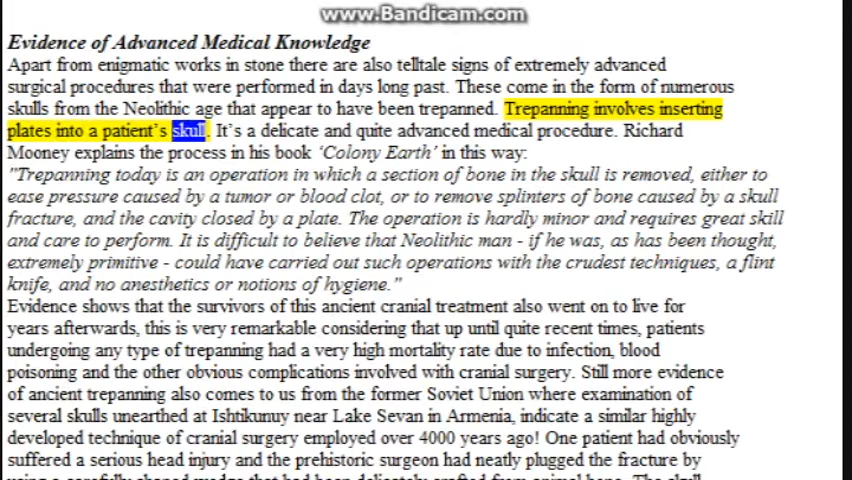 www.Bandicam.com
Evidence of Advanced Medical Knowledge
Apart from enigmatic works in stone there are also telltale signs of extremely advanced
surgical procedures that were performed in days long past. These come in the form of numerous
skulls from the Neolithic age that appear to have been trepanned. Trepanning involves inserting
plates into a patient's skull. It's a delicate and quite advanced medical procedure. Richard
Mooney explains the process in his book 'Colony Earth' in this way:
"Trepanning today is an operation in which a section of bone in the skull is removed, either to
ease pressure caused by a tumor or blood clot, or to remove splinters of bone caused by a skull
fracture, and the cavity closed by a plate. The operation is hardly minor and requires great skill
and care to perform. It is difficult to believe that Neolithic man - if he was, as has been thought,
extremely primitive - could have carried out such operations with the crudest techniques, a flint
knife, and no anesthetics or notions of hygiene."
Evidence shows that the survivors of this ancient cranial treatment also went on to live for
years afterwards, this is very remarkable considering that up until quite recent times, patients
undergoing any type of trepanning had a very high mortality rate due to infection, blood
poisoning and the other obvious complications involved with cranial surgery. Still more evidence
of ancient trepanning also comes to us from the former Soviet Union where examination of
several skulls unearthed at Ishtikunuy near Lake Sevan in Armenia, indicate a similar highly
developed technique of cranial surgery employed over 4000 years ago! One patient had obviously
suffered a serious head injury and the prehistoric surgeon had neatly plugged the fracture by
using a carefully shaped wedge that had been delicately crafted from animal bone. The skull